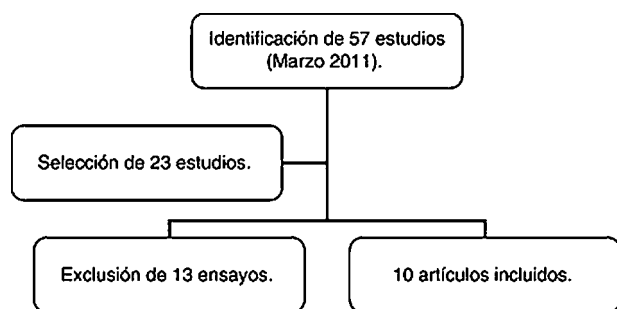 Identificación de 57 estudios
(Marzo 2011).
Selección de 23 estudios.
Exclusión de 13 ensayos.
10 artículos incluidos.